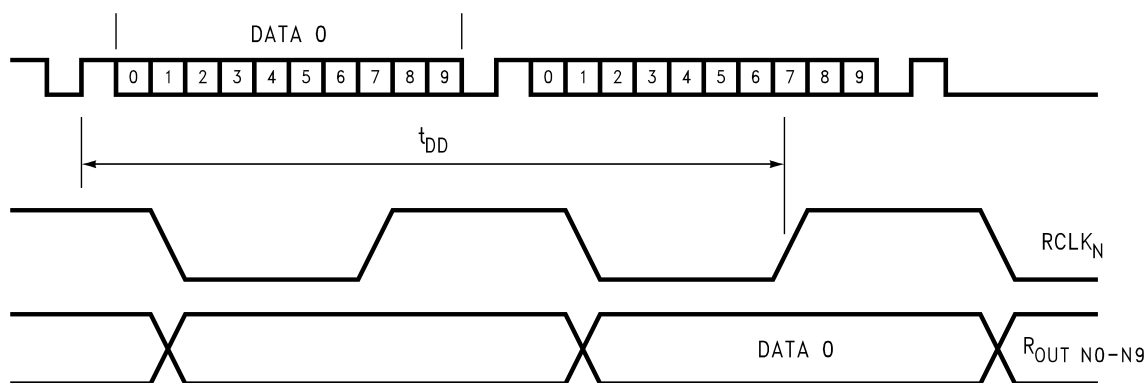 DATA 0
0 1 2 3 4 5 6 7 8 9 0 1 2 3 4 5 6 7 8 9
tDD
RCLKN
DATA 0
ROUT N0-N9